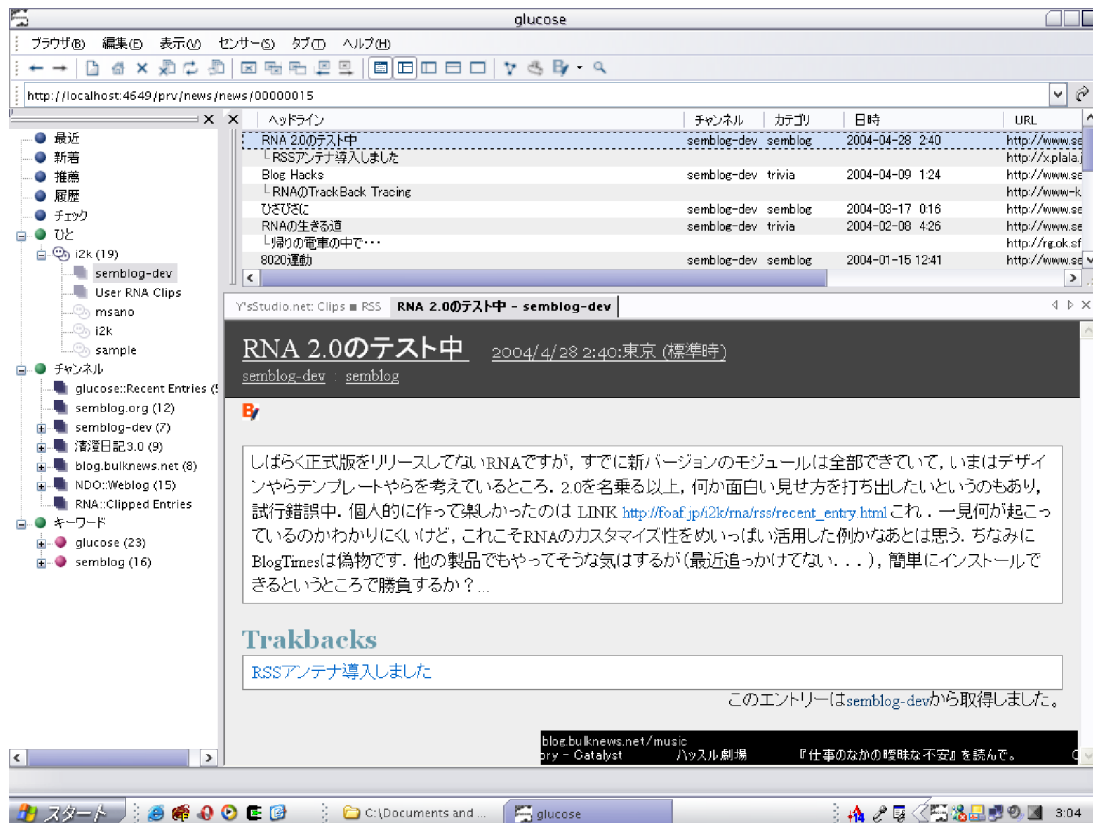 glucose
ブラウザ(B) 編集(E) 表示(V) センサー(S) タブ(T) ヘルプ(H)
http://localhost:4649/prv/news/news/00000015
最近
新着
推薦
履歴
チェック
ひと
i2k (19)
semblog-dev
User RNA Clips
msano
i2k
sample
チャンネル
glucose::Recent Entries (5
semblog.org (12)
semblog-dev (7)
清澄日記3.0 (9)
blog.bulknews.net (8)
NDO::Weblog (15)
RNA::Clipped Entries
キーワード
glucose (23)
semblog (16)
ヘッドライン チャンネル カテゴリ 日時 URL
RNA 2.0のテスト中 semblog-dev semblog 2004-04-28 2:40 http://www.se
└RSSアンテナ導入しました http://x.plala.j
Blog Hacks semblog-dev trivia 2004-04-09 1:24 http://www.se
└RNAのTrackBack Tracing http://www-k
ひさびさに semblog-dev semblog 2004-03-17 0:16 http://www.se
RNAの生きる道 semblog-dev trivia 2004-02-08 4:26 http://www.se
└帰りの電車の中で・・・ http://rg.ok.sf
8020運動 semblog-dev semblog 2004-01-15 12:41 http://www.se
Y'sStudio.net: Clips ■ RSS RNA 2.0のテスト中 - semblog-dev
RNA 2.0のテスト中 2004/4/28 2:40:東京 (標準時)
semblog-dev : semblog
しばらく正式版をリリースしてないRNAですが, すでに新バージョンのモジュールは全部できていて, いまはデザイ
ンやらテンプレートやらを考えているところ. 2.0を名乗る以上, 何か面白い見せ方を打ち出したいというのもあり,
試行錯誤中. 個人的に作って楽しかったのは LINK http://foaf.jp/i2k/rna/rss/recent_entry.html これ . 一見何が起こっ
ているのかわかりにくいけど, これこそRNAのカスタマイズ性をめいっぱい活用した例かなあとは思う. ちなみに
BlogTimesは偽物です. 他の製品でもやってそうな気はするが(最近追っかけてない. . . ), 簡単にインストールで
きるというところで勝負するか？...
Trakbacks
RSSアンテナ導入しました
このエントリーはsemblog-devから取得しました。
blog.bulknews.net/music
ory - Catalyst ハッスル劇場 『仕事のなかの曖昧な不安』を読んで。
スタート C:\Documents and ... glucose 3:04